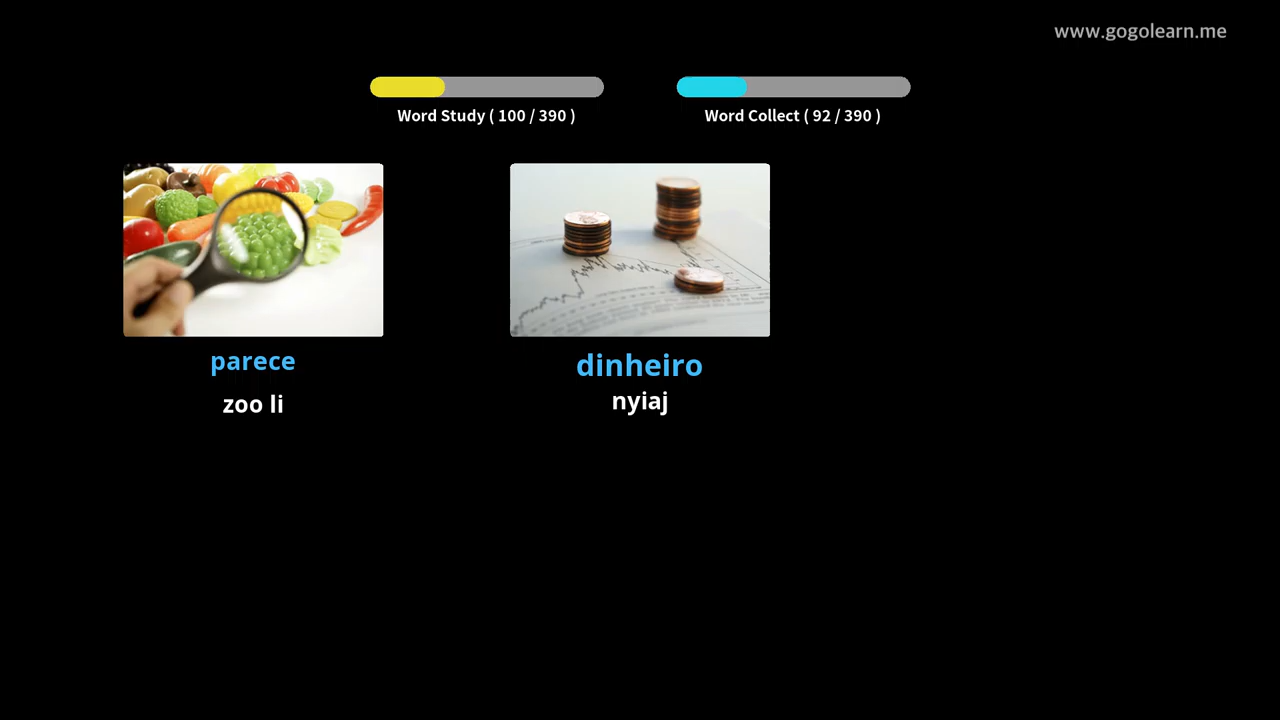 www.gogolearn.me
Word Study ( 100 / 390 )
Word Collect ( 92 / 390 )
parece
zoo li
dinheiro
nyiaj